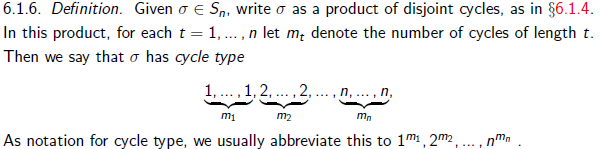 6.1.6. Definition. Given σ ∈ Sₙ, write σ as a product of disjoint cycles, as in §6.1.4.
In this product, for each t = 1, … , n let mₜ denote the number of cycles of length t.
Then we say that σ has cycle type
1, … , 1, 2, … , 2, … , n, … , n,
m₁ m₂ mₙ
As notation for cycle type, we usually abbreviate this to 1^{m₁}, 2^{m₂}, … , n^{mₙ} .